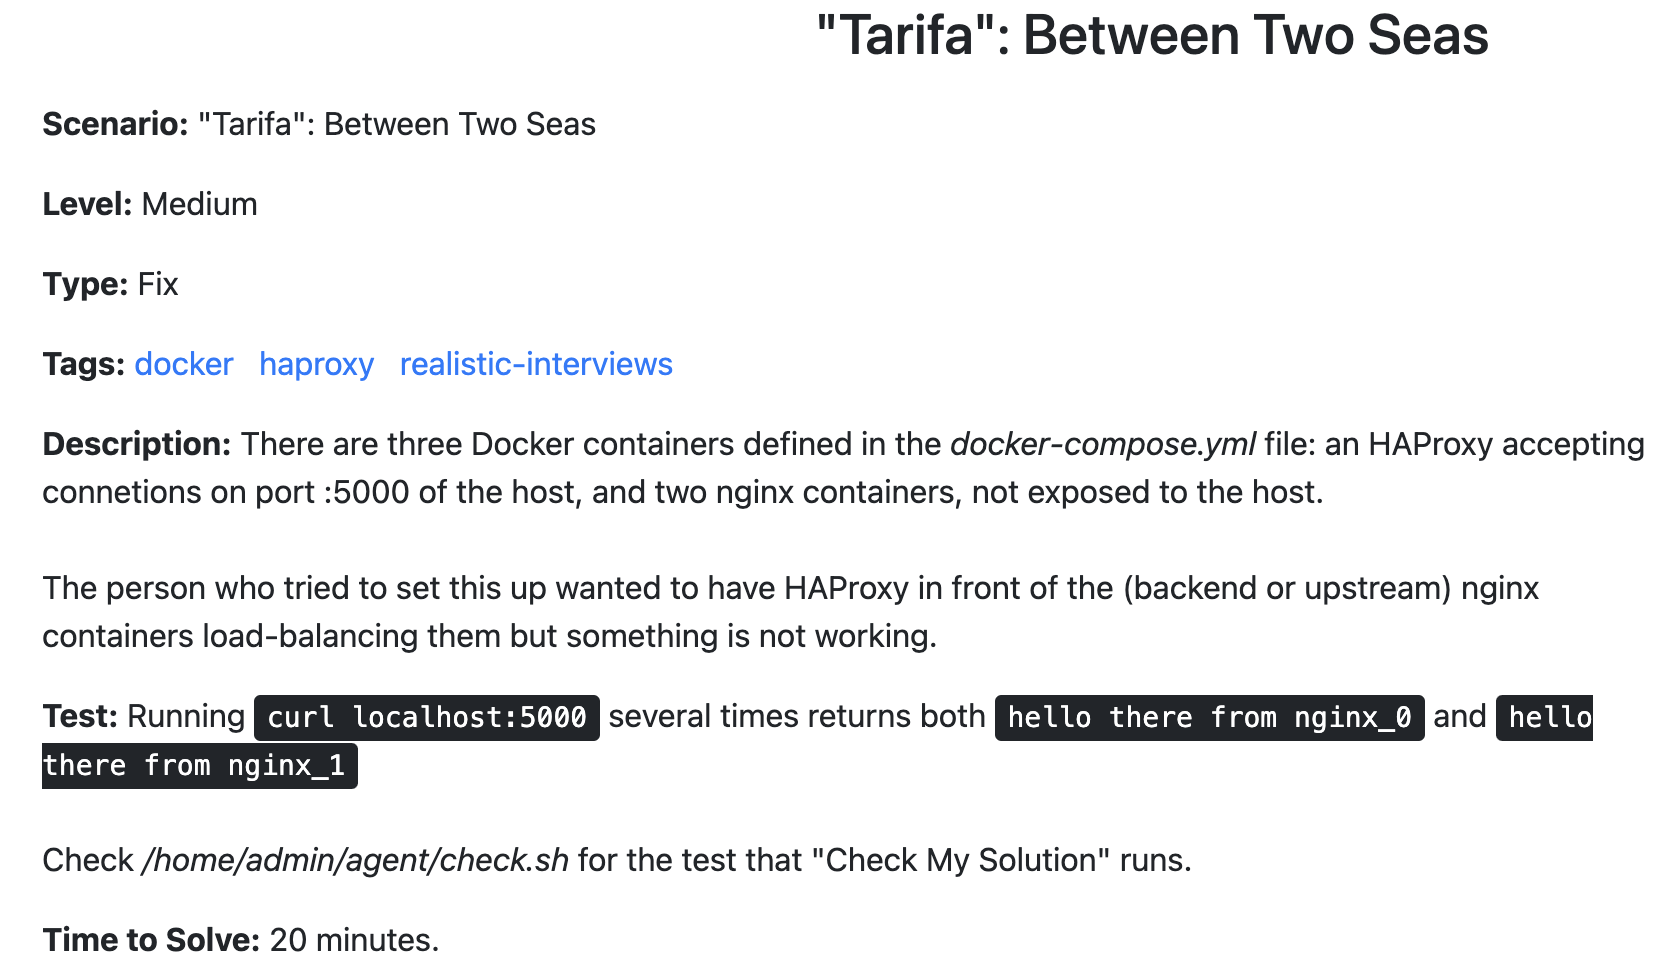 "Tarifa": Between Two Seas
Scenario: "Tarifa": Between Two Seas
Level: Medium
Type: Fix
Tags: docker haproxy realistic-interviews
Description: There are three Docker containers defined in the docker-compose.yml file: an HAProxy accepting
connetions on port :5000 of the host, and two nginx containers, not exposed to the host.
The person who tried to set this up wanted to have HAProxy in front of the (backend or upstream) nginx
containers load-balancing them but something is not working.
Test: Running curl localhost:5000 several times returns both hello there from nginx_0 and hello
there from nginx_1
Check /home/admin/agent/check.sh for the test that "Check My Solution" runs.
Time to Solve: 20 minutes.